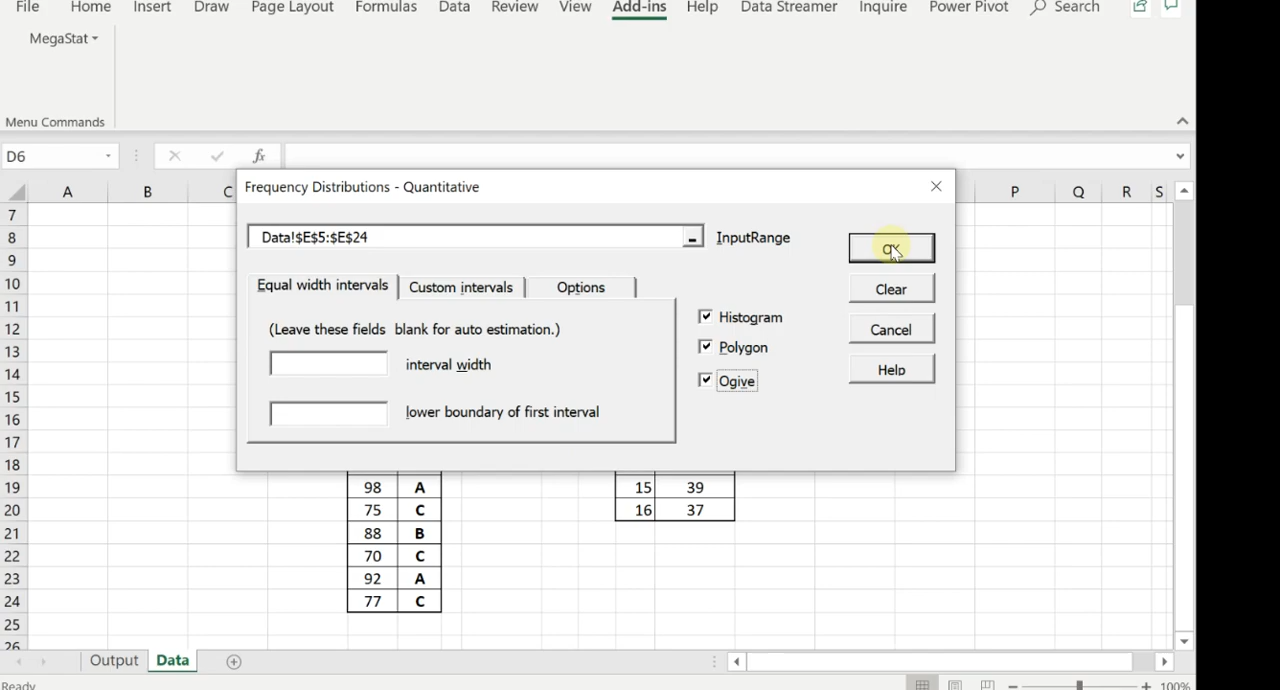 File Home Insert Draw Page Layout Formulas Data Review View Add-ins Help Data Streamer Inquire Power Pivot Search
MegaStat
Menu Commands
D6 fx
A B C P Q R S
Frequency Distributions - Quantitative
Data!$E$5:$E$24 InputRange
OK
Equal width intervals Custom intervals Options
Clear
(Leave these fields blank for auto estimation.)
Histogram
Cancel
interval width
Polygon
Help
Ogive
lower boundary of first interval
7
8
9
10
11
12
13
14
15
16
17
18
19 98 A 15 39
20 75 C 16 37
21 88 B
22 70 C
23 92 A
24 77 C
25
26
Output Data
Ready 100%